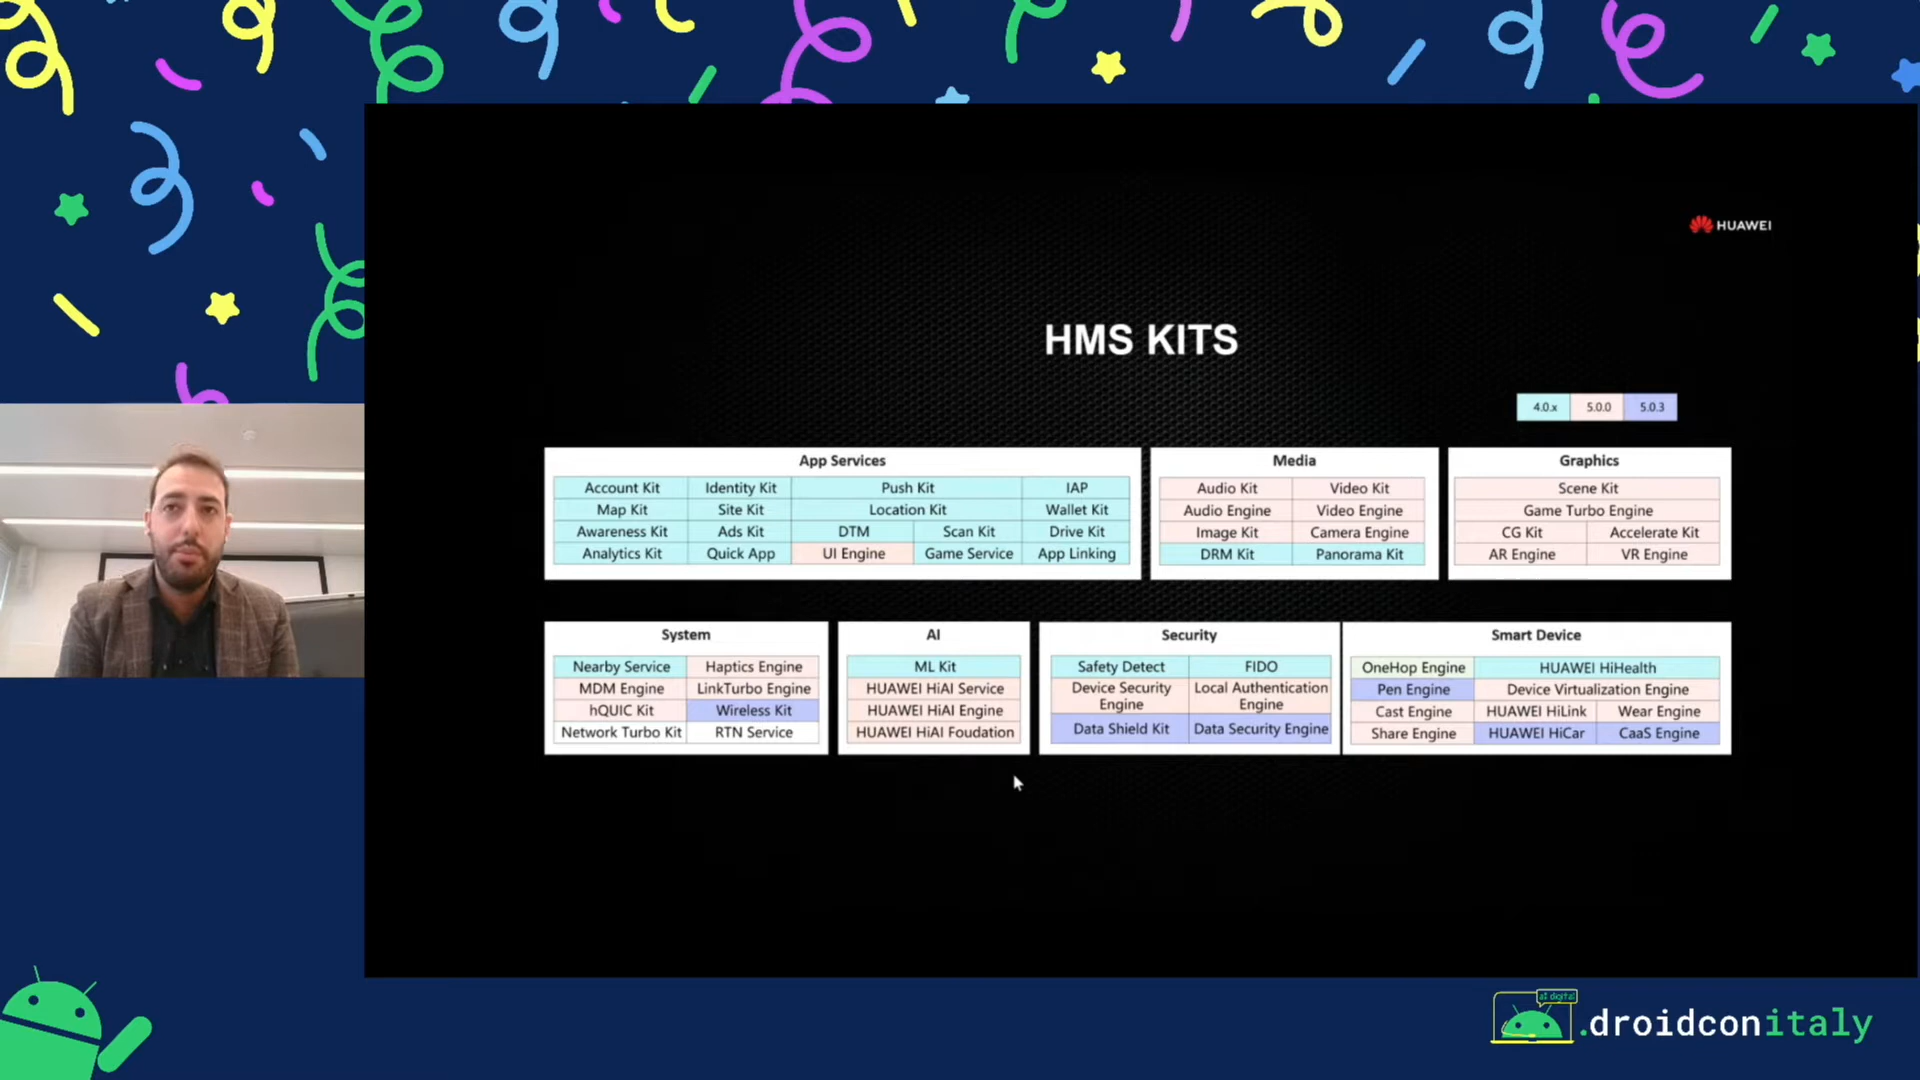 HUAWEI
HMS KITS
4.0.x 5.0.0 5.0.3
App Services
Account Kit Identity Kit Push Kit IAP
Map Kit Site Kit Location Kit Wallet Kit
Awareness Kit Ads Kit DTM Scan Kit Drive Kit
Analytics Kit Quick App UI Engine Game Service App Linking
Media
Audio Kit Video Kit
Audio Engine Video Engine
Image Kit Camera Engine
DRM Kit Panorama Kit
Graphics
Scene Kit
Game Turbo Engine
CG Kit Accelerate Kit
AR Engine VR Engine
System
Nearby Service Haptics Engine
MDM Engine LinkTurbo Engine
hQUIC Kit Wireless Kit
Network Turbo Kit RTN Service
AI
ML Kit
HUAWEI HiAI Service
HUAWEI HiAI Engine
HUAWEI HiAI Foudation
Security
Safety Detect FIDO
Device Security Engine Local Authentication Engine
Data Shield Kit Data Security Engine
Smart Device
OneHop Engine HUAWEI HiHealth
Pen Engine Device Virtualization Engine
Cast Engine HUAWEI HiLink Wear Engine
Share Engine HUAWEI HiCar CaaS Engine
.droidconitaly